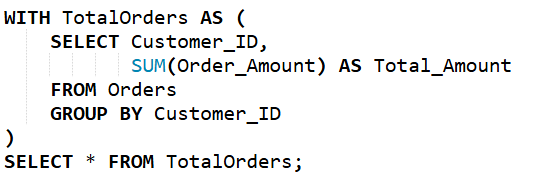 WITH TotalOrders AS (
    SELECT Customer_ID,
           SUM(Order_Amount) AS Total_Amount
    FROM Orders
    GROUP BY Customer_ID
)
SELECT * FROM TotalOrders;